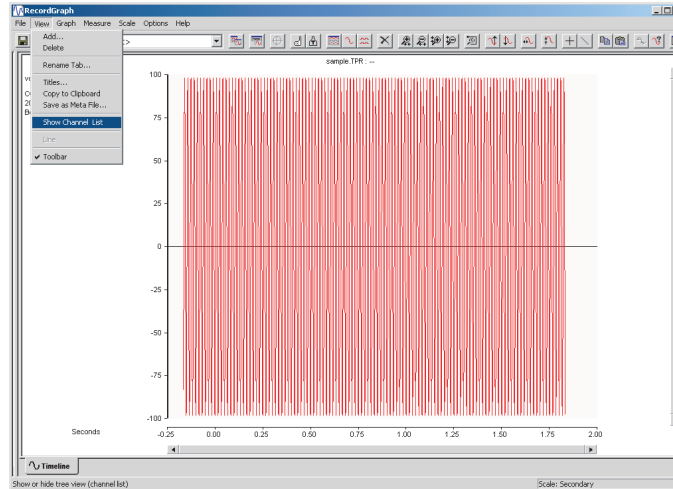 RecordGraph
File View Graph Measure Scale Options Help
Add...
Delete
Rename Tab...
Titles...
Copy to Clipboard
Save as Meta File...
Show Channel List
Line
✔ Toolbar
sample.TPR : --
100
75
50
25
0
-25
-50
-75
-100
Seconds
-0.25 0.00 0.25 0.50 0.75 1.00 1.25 1.50 1.75 2.00
Timeline
Show or hide tree view (channel list) Scale: Secondary